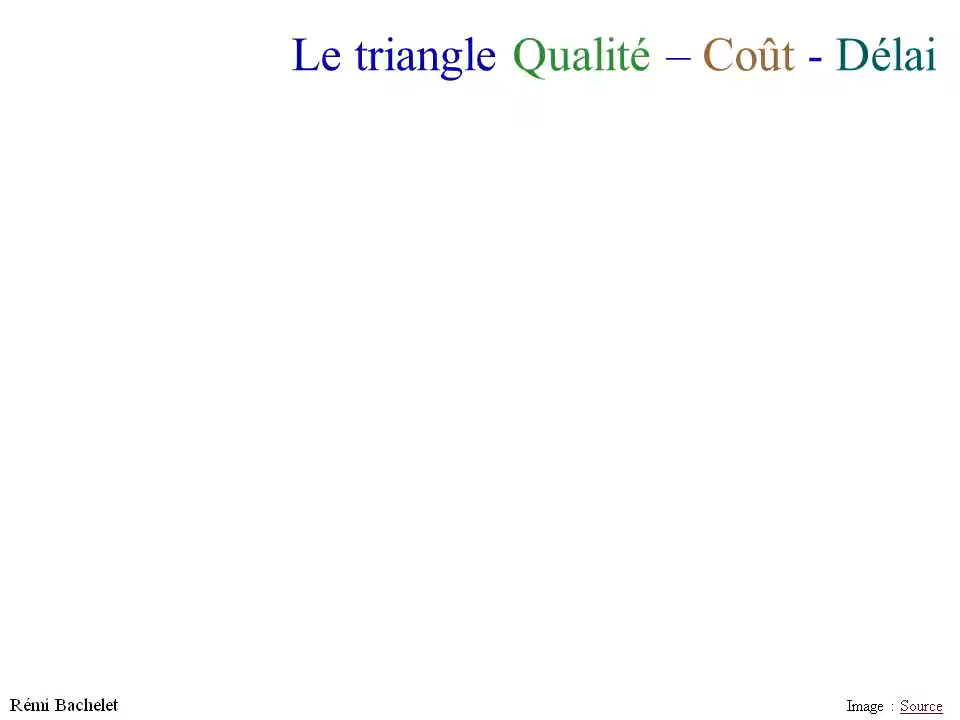 Le triangle Qualité – Coût - Délai
Rémi Bachelet
Image : Source